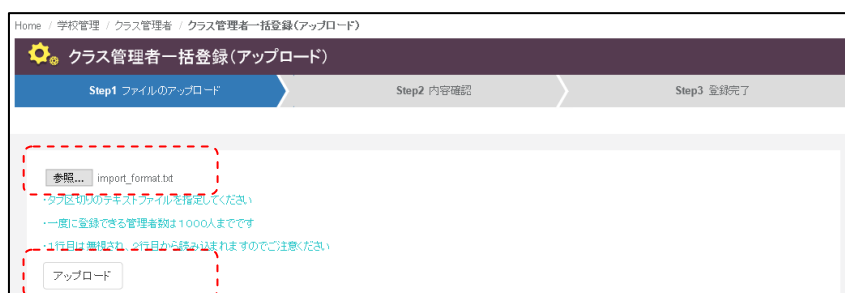 Home / 学校管理 / クラス管理者 / クラス管理者一括登録(アップロード)
クラス管理者一括登録(アップロード)
Step1 ファイルのアップロード
Step2 内容確認
Step3 登録完了
参照... import_format.txt
・タブ区切りのテキストファイルを指定してください
・一度に登録できる管理者数は1000人までです
・1行目は無視され、2行目から読み込まれますのでご注意ください
アップロード